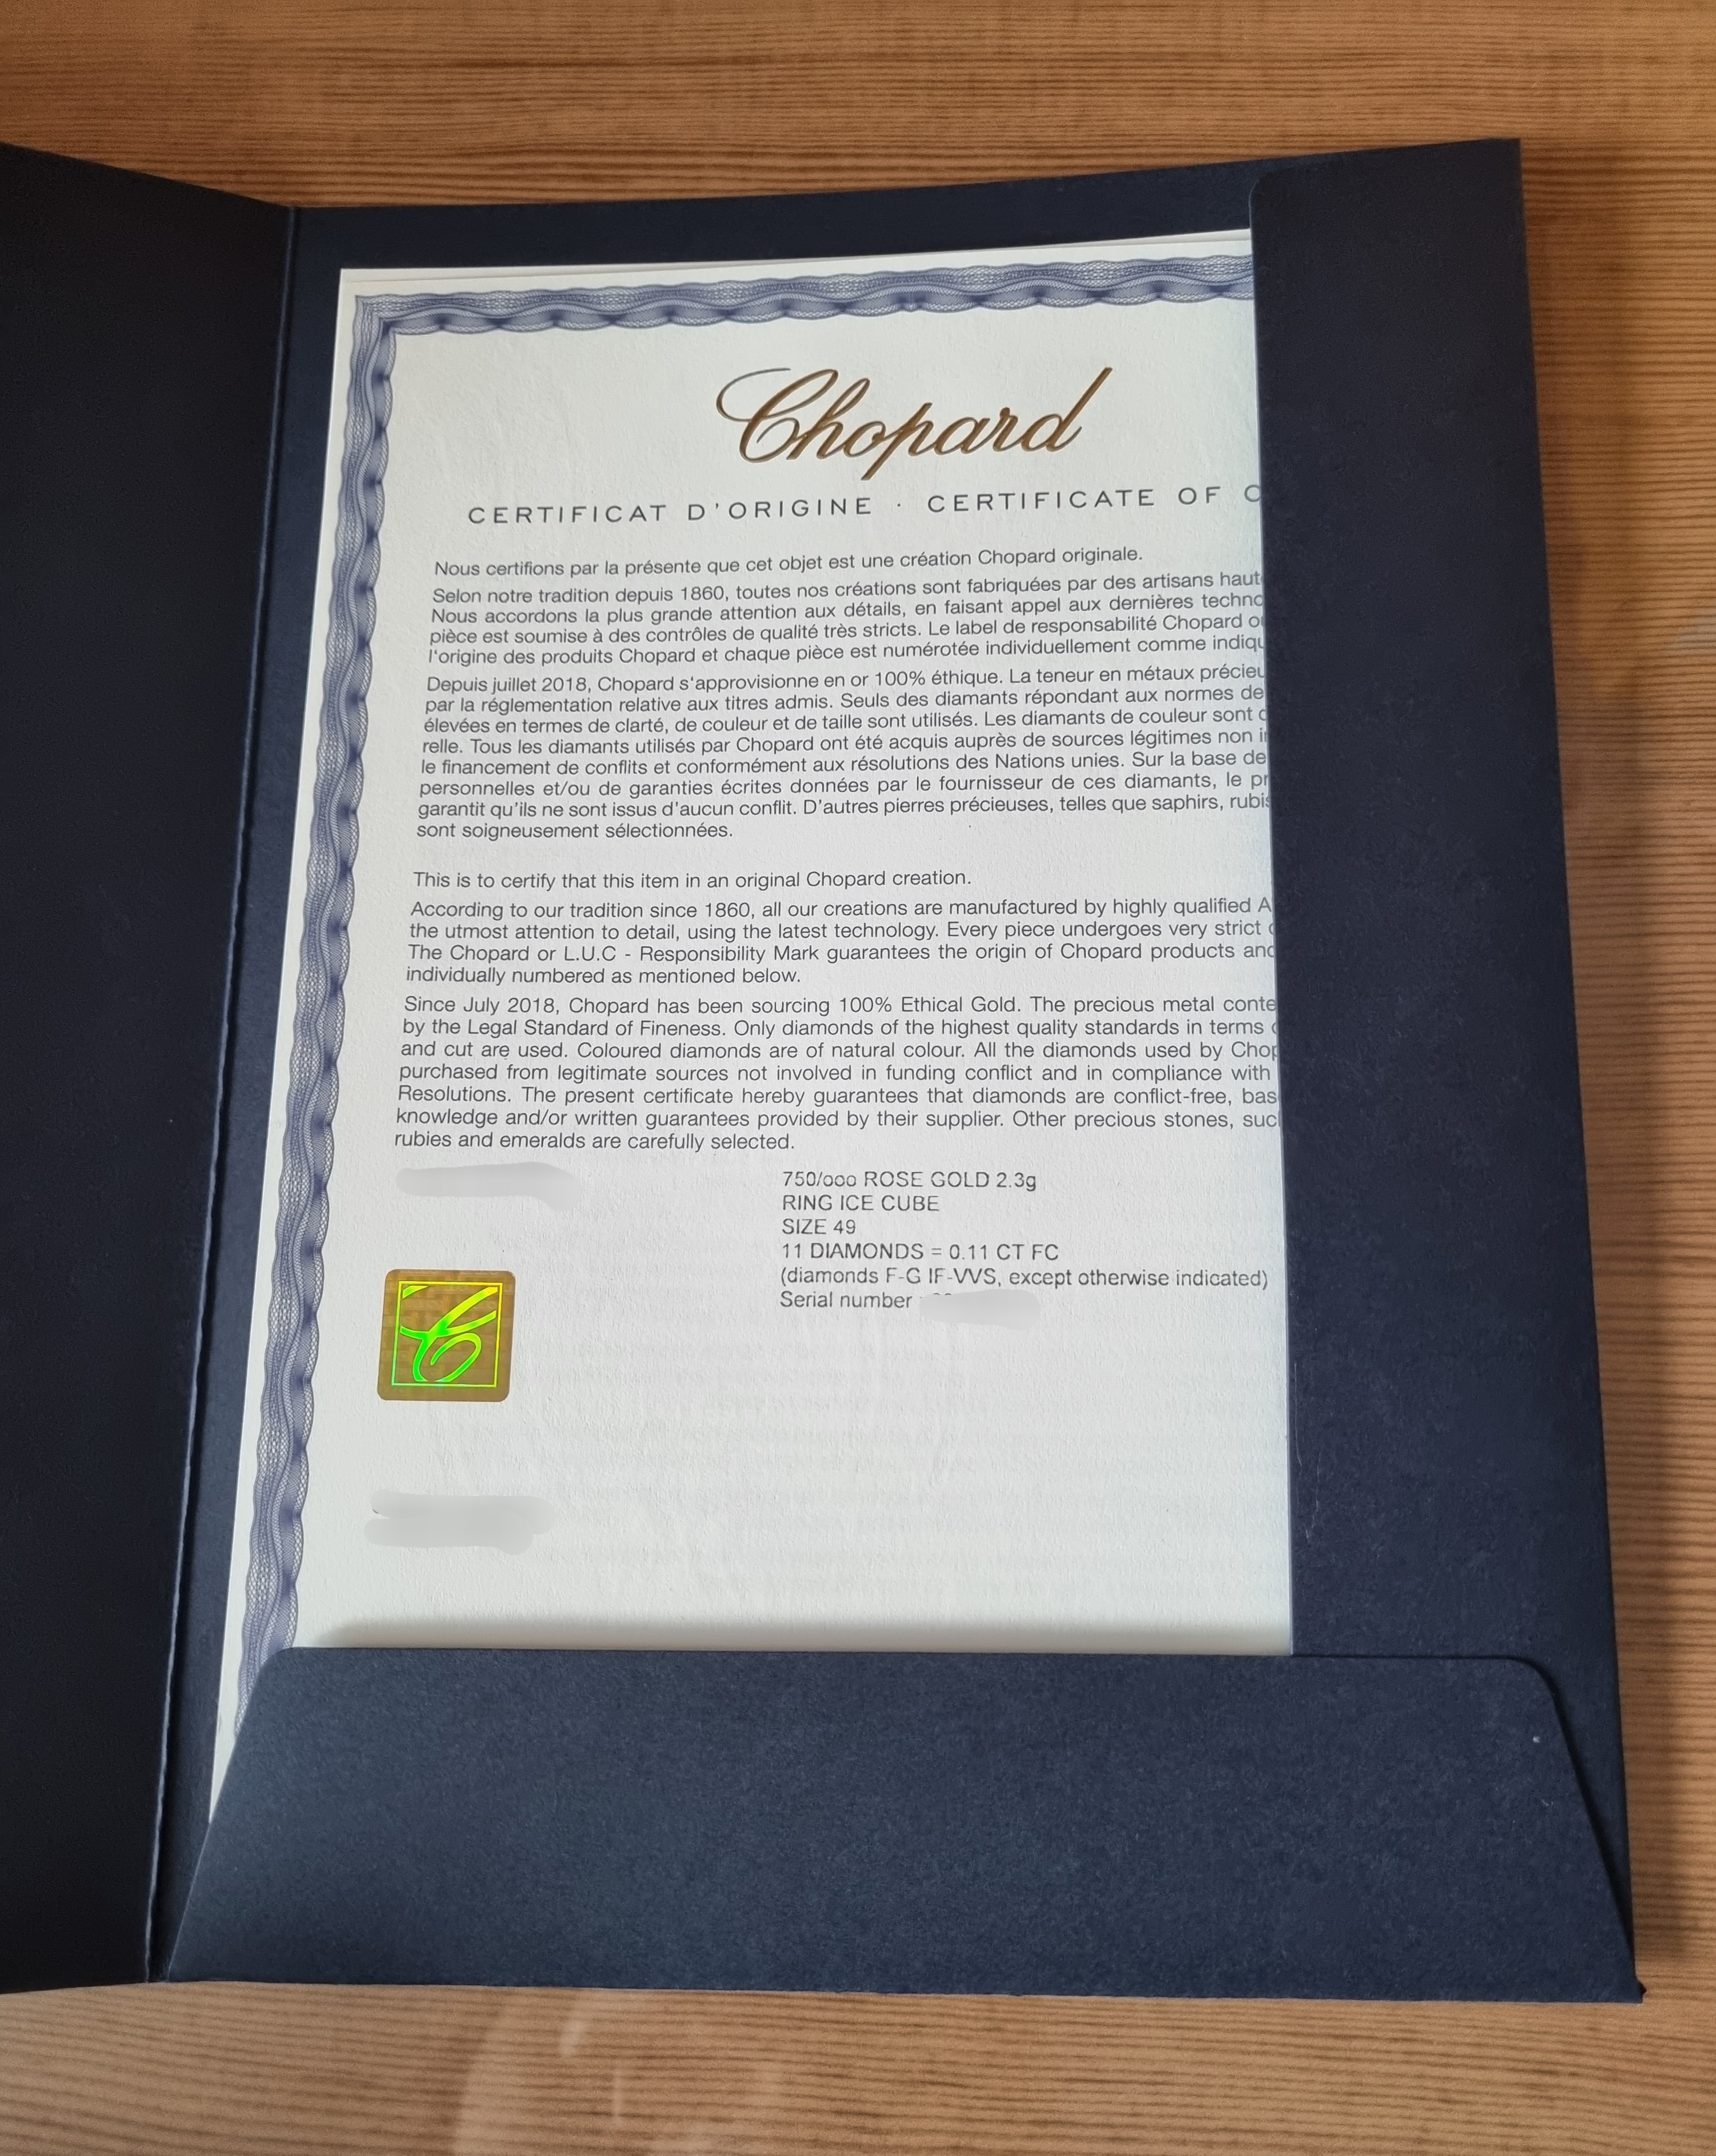 Chopard
CERTIFICAT D'ORIGINE · CERTIFICATE OF
Nous certifions par la présente que cet objet est une création Chopard originale.
Selon notre tradition depuis 1860, toutes nos créations sont fabriquées par des artisans haut
Nous accordons la plus grande attention aux détails, en faisant appel aux dernières techno
pièce est soumise à des contrôles de qualité très stricts. Le label de responsabilité Chopard o
l'origine des produits Chopard et chaque pièce est numérotée individuellement comme indiqu
Depuis juillet 2018, Chopard s'approvisionne en or 100% éthique. La teneur en métaux précieu
par la réglementation relative aux titres admis. Seuls des diamants répondant aux normes de
élevées en termes de clarté, de couleur et de taille sont utilisés. Les diamants de couleur sont
relle. Tous les diamants utilisés par Chopard ont été acquis auprès de sources légitimes non i
le financement de conflits et conformément aux résolutions des Nations unies. Sur la base de
personnelles et/ou de garanties écrites données par le fournisseur de ces diamants, le pr
garantit qu'ils ne sont issus d'aucun conflit. D'autres pierres précieuses, telles que saphirs, rubis
sont soigneusement sélectionnées.
This is to certify that this item in an original Chopard creation.
According to our tradition since 1860, all our creations are manufactured by highly qualified A
the utmost attention to detail, using the latest technology. Every piece undergoes very strict
The Chopard or L.U.C - Responsibility Mark guarantees the origin of Chopard products and
individually numbered as mentioned below.
Since July 2018, Chopard has been sourcing 100% Ethical Gold. The precious metal conte
by the Legal Standard of Fineness. Only diamonds of the highest quality standards in terms
and cut are used. Coloured diamonds are of natural colour. All the diamonds used by Chop
purchased from legitimate sources not involved in funding conflict and in compliance with
Resolutions. The present certificate hereby guarantees that diamonds are conflict-free, bas
knowledge and/or written guarantees provided by their supplier. Other precious stones, suc
rubies and emeralds are carefully selected.
750/ooo ROSE GOLD 2.3g
RING ICE CUBE
SIZE 49
11 DIAMONDS = 0.11 CT FC
(diamonds F-G IF-VVS, except otherwise indicated)
Serial number